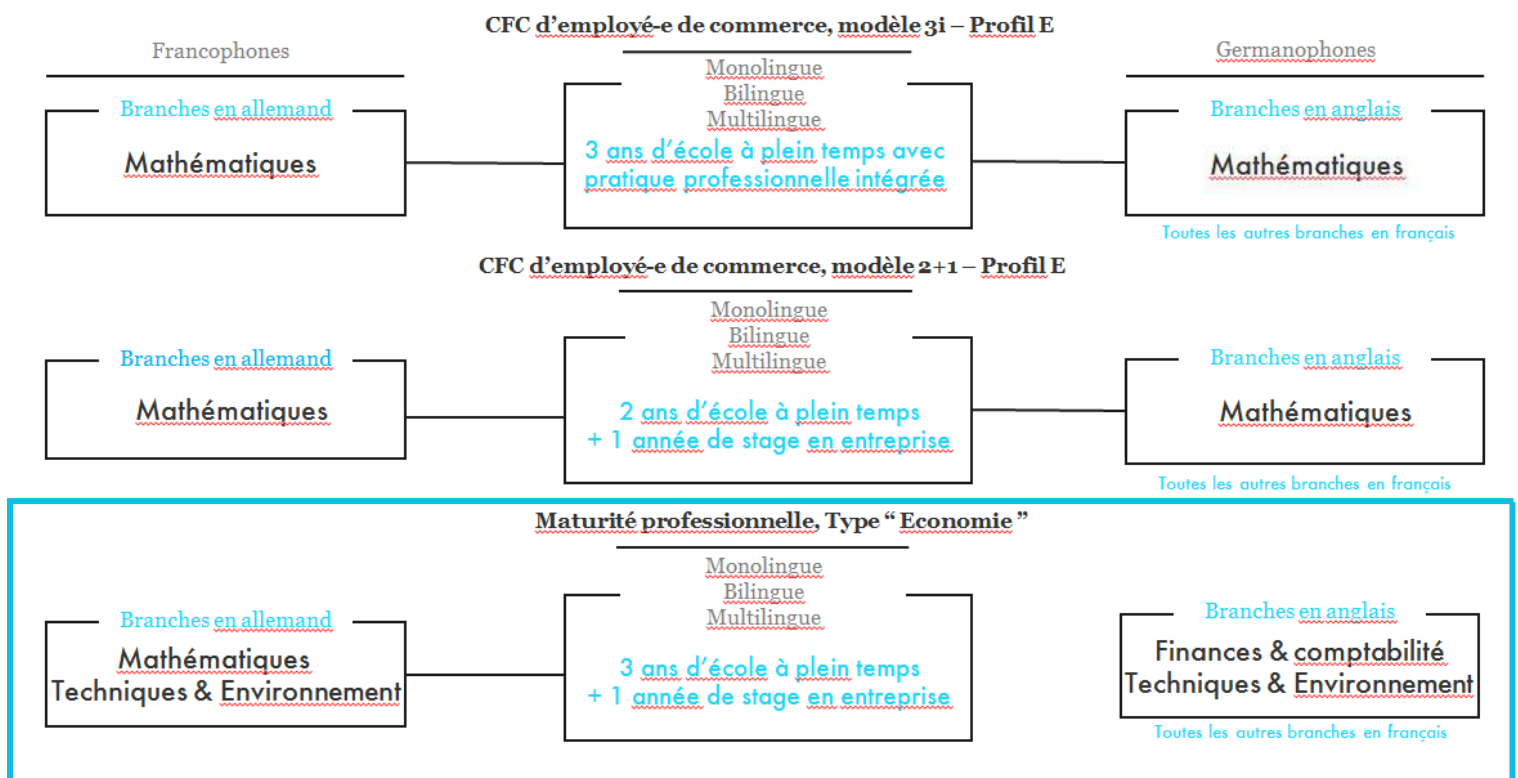 CFC d'employé-e de commerce, modèle 3i – Profil E
Francophones
Germanophones
Monolingue
Bilingue
Multilingue
Branches en allemand
Mathématiques
3 ans d'école à plein temps avec
pratique professionnelle intégrée
Branches en anglais
Mathématiques
Toutes les autres branches en français
CFC d'employé-e de commerce, modèle 2+1 – Profil E
Monolingue
Bilingue
Multilingue
Branches en allemand
Mathématiques
2 ans d'école à plein temps
+ 1 année de stage en entreprise
Branches en anglais
Mathématiques
Toutes les autres branches en français
Maturité professionnelle, Type “ Economie ”
Monolingue
Bilingue
Multilingue
Branches en allemand
Mathématiques
Techniques & Environnement
3 ans d'école à plein temps
+ 1 année de stage en entreprise
Branches en anglais
Finances & comptabilité
Techniques & Environnement
Toutes les autres branches en français